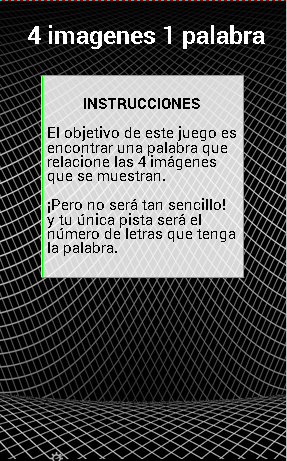 4 imagenes 1 palabra
INSTRUCCIONES
El objetivo de este juego es
encontrar una palabra que
relacione las 4 imágenes
que se muestran.
¡Pero no será tan sencillo!
y tu única pista será el
número de letras que tenga
la palabra.